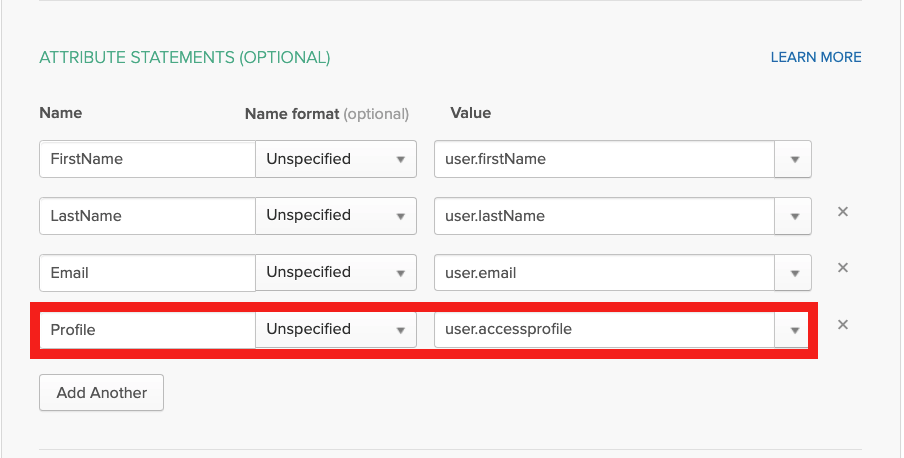 ATTRIBUTE STATEMENTS (OPTIONAL) LEARN MORE
Name Name format (optional) Value
FirstName Unspecified user.firstName
LastName Unspecified user.lastName
Email Unspecified user.email
Profile Unspecified user.accessprofile
Add Another